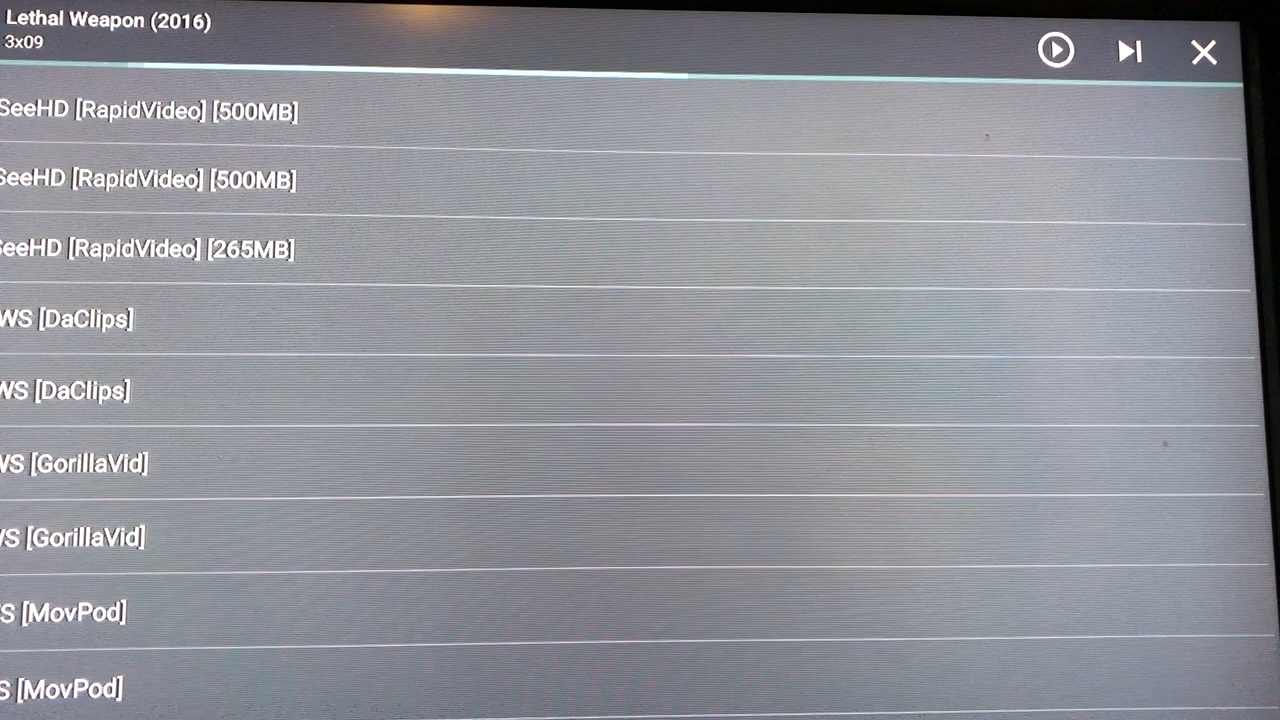 Lethal Weapon (2016)
3x09
SeeHD [RapidVideo] [500MB]
SeeHD [RapidVideo] [500MB]
SeeHD [RapidVideo] [265MB]
WS [DaClips]
WS [DaClips]
WS [GorillaVid]
WS [GorillaVid]
S [MovPod]
S [MovPod]